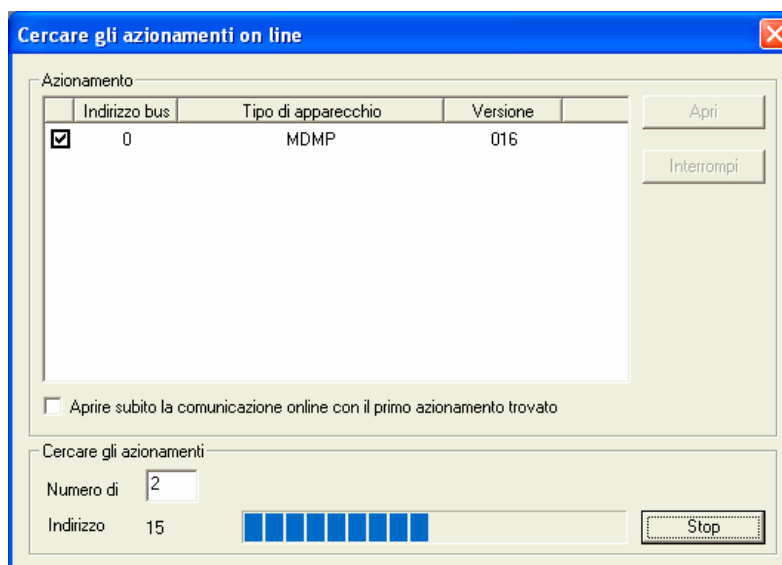 Cercare gli azionamenti on line
Azionamento
Indirizzo bus Tipo di apparecchio Versione
0 MDMP 016
Apri
Interrompi
Aprire subito la comunicazione online con il primo azionamento trovato
Cercare gli azionamenti
Numero di 2
Indirizzo 15
Stop